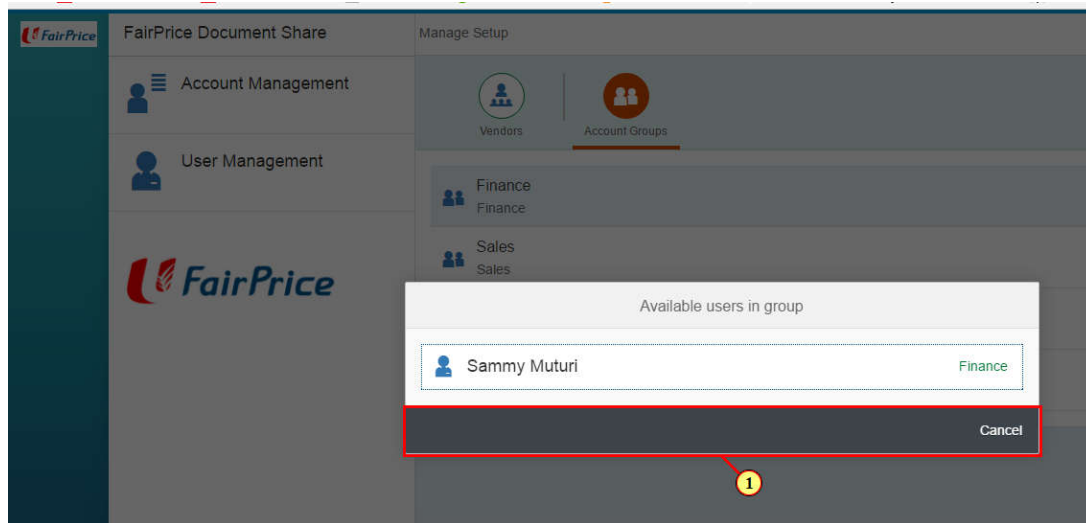 FairPrice
FairPrice Document Share
Manage Setup
Account Management
User Management
Vendors
Account Groups
Finance
Finance
Sales
Sales
FairPrice
Available users in group
Sammy Muturi
Finance
Cancel
1